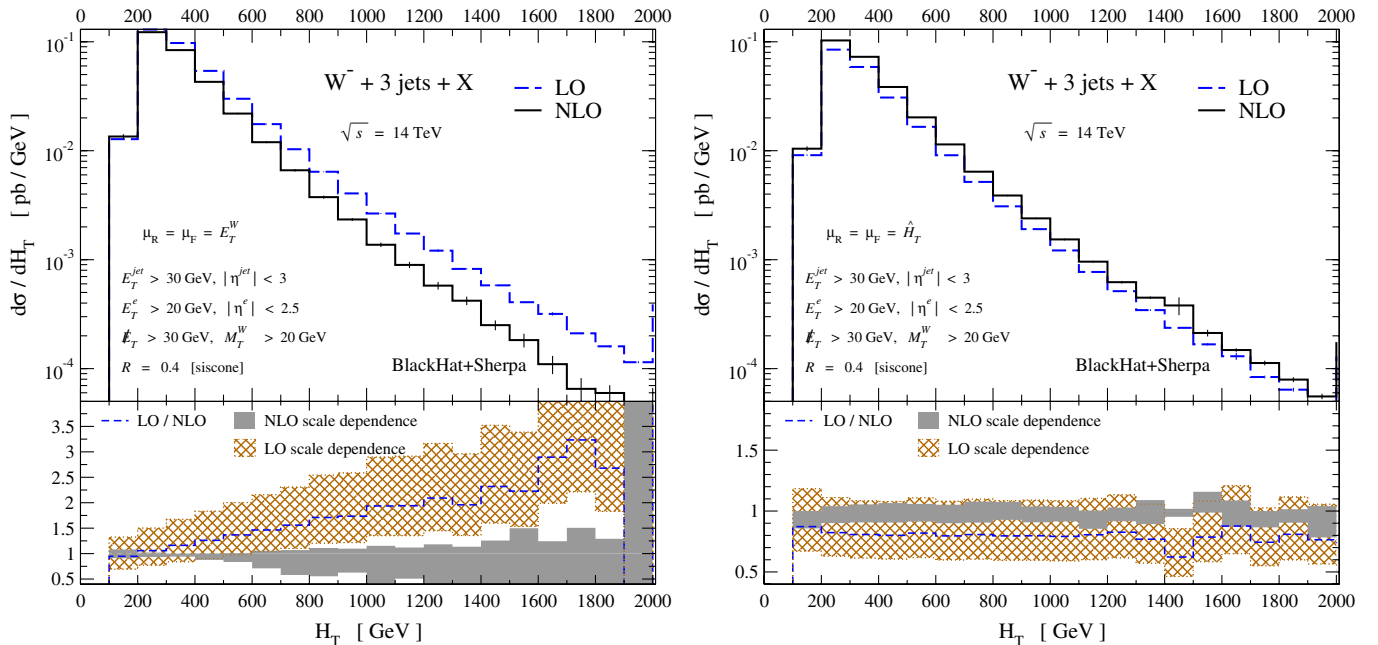 0 200 400 600 800 1000 1200 1400 1600 1800 2000
10^-1
10^-2
10^-3
10^-4
dσ / dH_T [ pb / GeV ]
W^- + 3 jets + X
√s = 14 TeV
LO
NLO
μ_R = μ_F = E_T^W
E_T^jet > 30 GeV, |η^jet| < 3
E_T^e > 20 GeV, |η^e| < 2.5
E̸_T > 30 GeV, M_T^W > 20 GeV
R = 0.4 [siscone]
BlackHat+Sherpa
3.5
3
2.5
2
1.5
1
0.5
LO / NLO
NLO scale dependence
LO scale dependence
0 200 400 600 800 1000 1200 1400 1600 1800 2000
H_T [ GeV ]
0 200 400 600 800 1000 1200 1400 1600 1800 2000
10^-1
10^-2
10^-3
10^-4
dσ / dH_T [ pb / GeV ]
W^- + 3 jets + X
√s = 14 TeV
LO
NLO
μ_R = μ_F = Ĥ_T
E_T^jet > 30 GeV, |η^jet| < 3
E_T^e > 20 GeV, |η^e| < 2.5
E̸_T > 30 GeV, M_T^W > 20 GeV
R = 0.4 [siscone]
BlackHat+Sherpa
1.5
1
0.5
LO / NLO
NLO scale dependence
LO scale dependence
0 200 400 600 800 1000 1200 1400 1600 1800 2000
H_T [ GeV ]